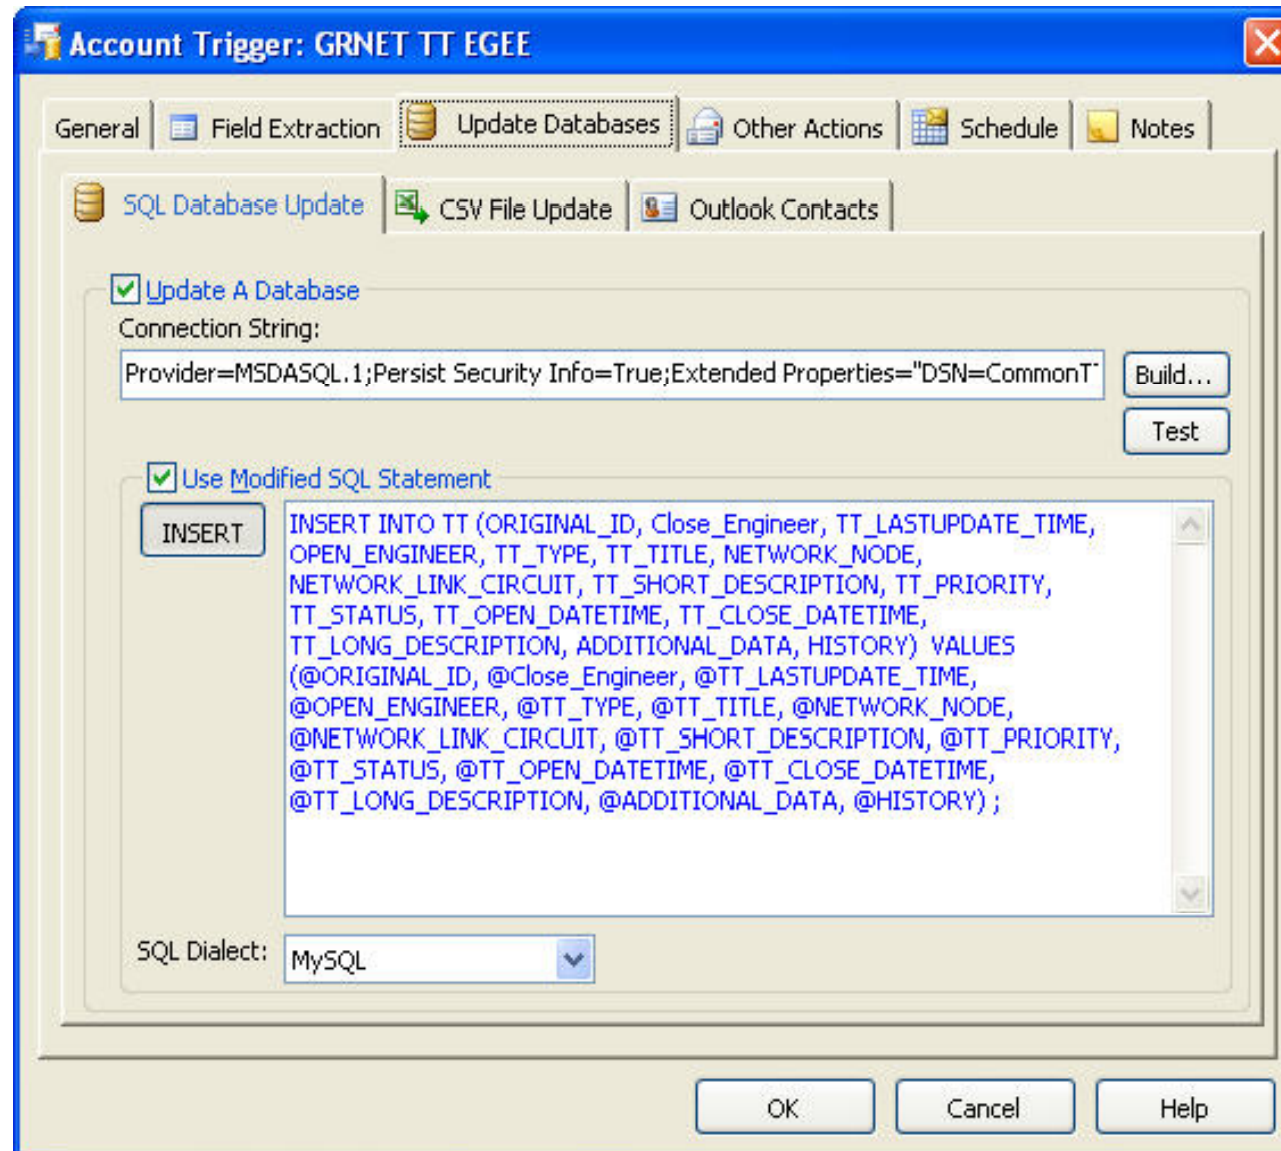 Account Trigger: GRNET TT EGEE
General Field Extraction Update Databases Other Actions Schedule Notes
SQL Database Update CSV File Update Outlook Contacts
Update A Database
Connection String:
Provider=MSDASQL.1;Persist Security Info=True;Extended Properties="DSN=CommonTT Build...
Test
Use Modified SQL Statement
INSERT
INSERT INTO TT (ORIGINAL_ID, Close_Engineer, TT_LASTUPDATE_TIME,
OPEN_ENGINEER, TT_TYPE, TT_TITLE, NETWORK_NODE,
NETWORK_LINK_CIRCUIT, TT_SHORT_DESCRIPTION, TT_PRIORITY,
TT_STATUS, TT_OPEN_DATETIME, TT_CLOSE_DATETIME,
TT_LONG_DESCRIPTION, ADDITIONAL_DATA, HISTORY) VALUES
(@ORIGINAL_ID, @Close_Engineer, @TT_LASTUPDATE_TIME,
@OPEN_ENGINEER, @TT_TYPE, @TT_TITLE, @NETWORK_NODE,
@NETWORK_LINK_CIRCUIT, @TT_SHORT_DESCRIPTION, @TT_PRIORITY,
@TT_STATUS, @TT_OPEN_DATETIME, @TT_CLOSE_DATETIME,
@TT_LONG_DESCRIPTION, @ADDITIONAL_DATA, @HISTORY) ;
SQL Dialect: MySQL
OK Cancel Help